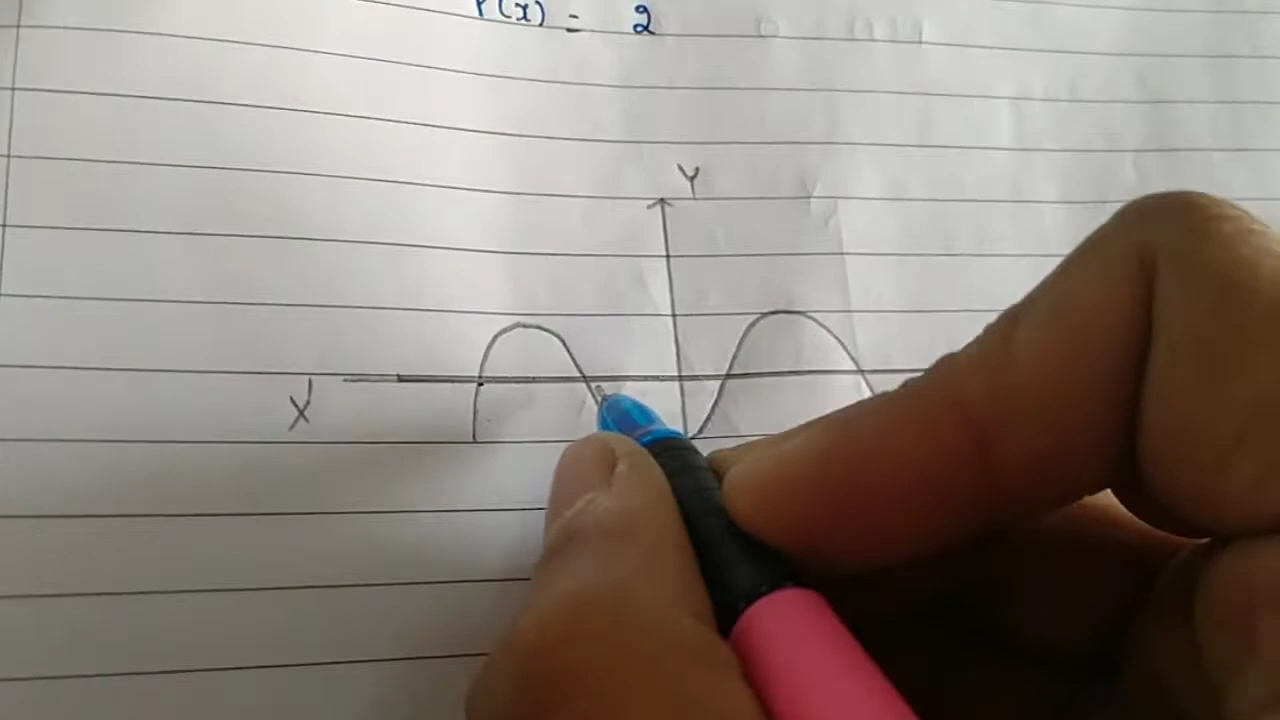 P(x) = 2
Y
X'